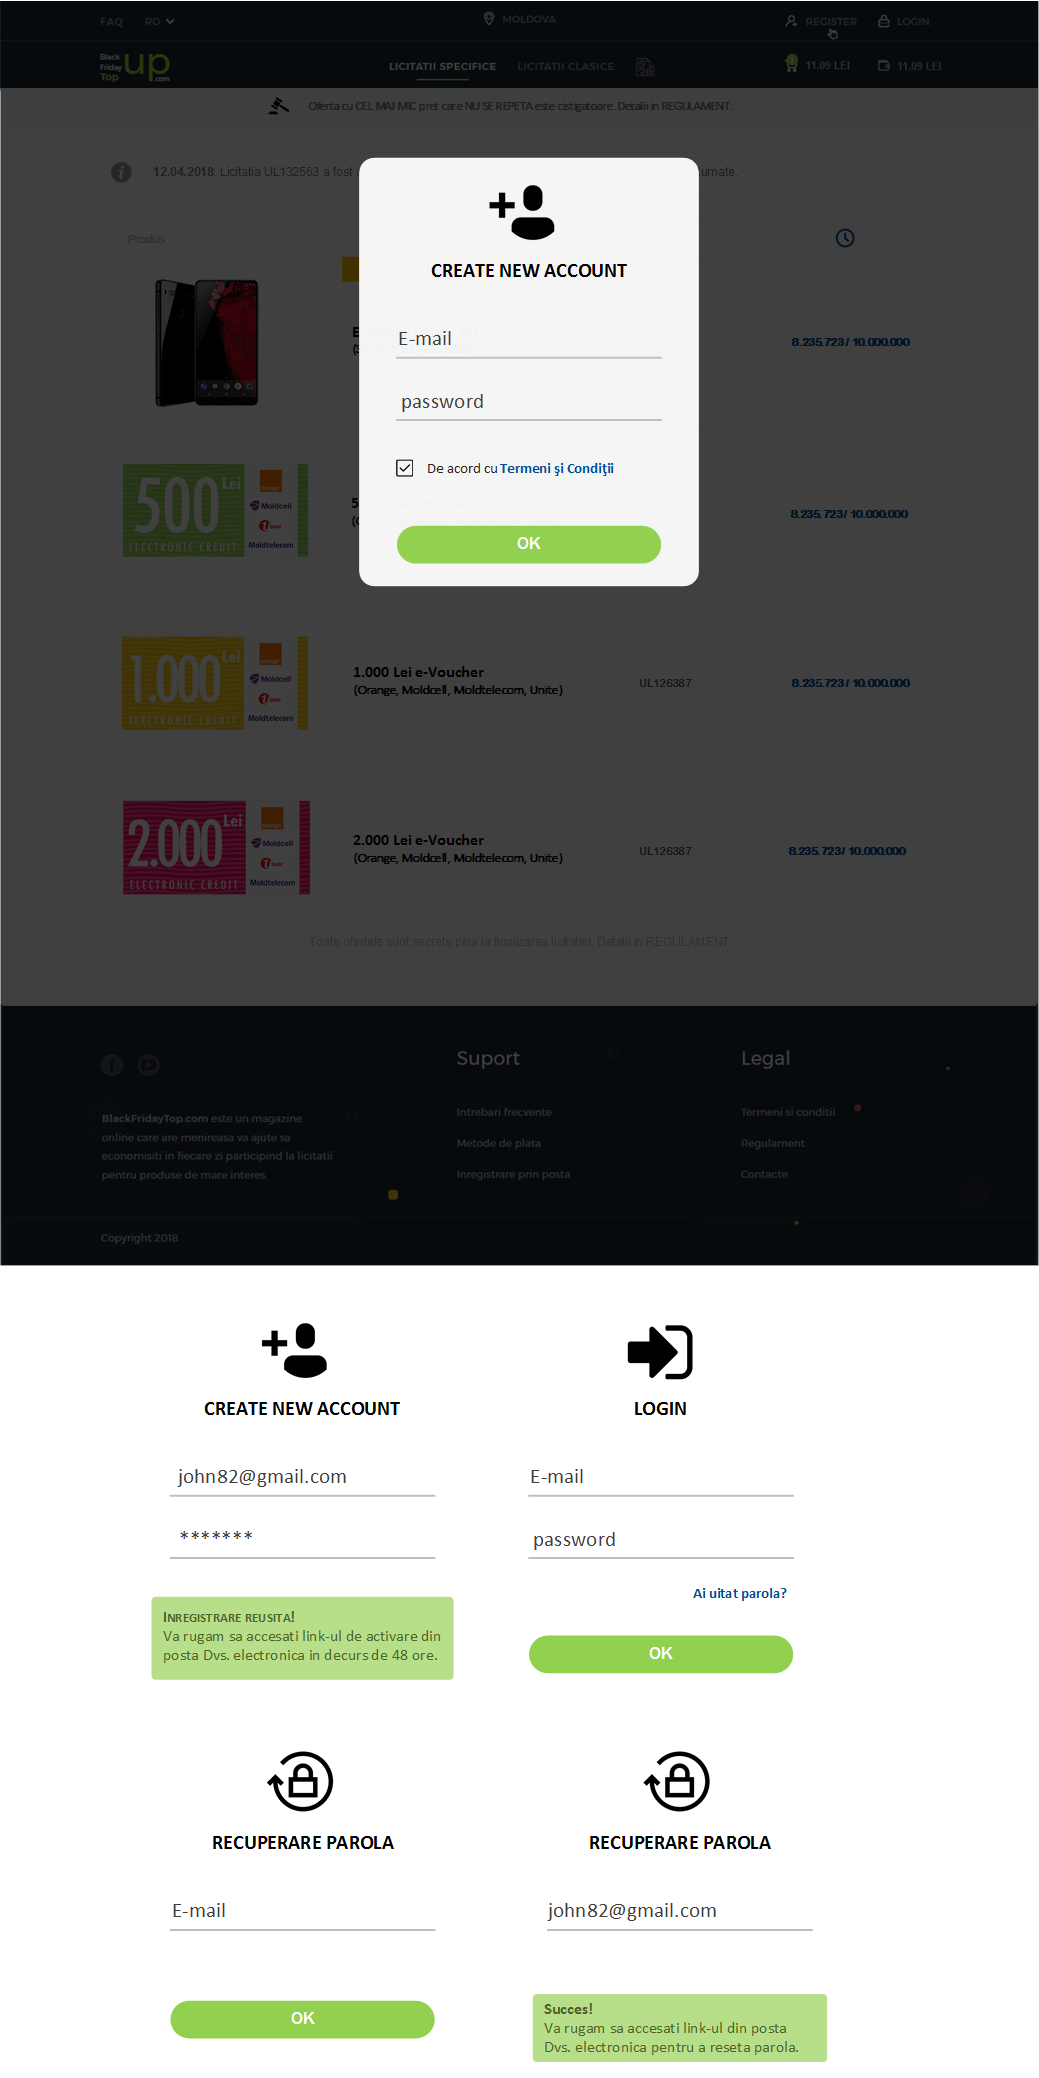 FAQ RO MOLDOVA REGISTER LOGIN
Black
Friday
Top up .com
LICITATII SPECIFICE LICITATII CLASICE 11.09 LEI 11.09 LEI
Oferta cu CEL MAI MIC pret care NU SE REPETA este cistigatoare. Detalii in REGULAMENT.
12.04.2018: Licitatia UL132563 a fost
Produs
CREATE NEW ACCOUNT
E-mail
password
De acord cu Termeni şi Condiţii
OK
8.235.723 / 10.000.000
500 Lei
ELECTRONIC CREDIT
orange
Moldcell
Moldtelecom
8.235.723 / 10.000.000
1.000 Lei
ELECTRONIC CREDIT
orange
Moldcell
Moldtelecom
1.000 Lei e-Voucher
(Orange, Moldcell, Moldtelecom, Unite)
UL126387
8.235.723 / 10.000.000
2.000 Lei
ELECTRONIC CREDIT
orange
Moldcell
Moldtelecom
2.000 Lei e-Voucher
(Orange, Moldcell, Moldtelecom, Unite)
UL126387
8.235.723 / 10.000.000
Toate ofertele sunt secrete pina la finalizarea licitatiei. Detalii in REGULAMENT
BlackFridayTop.com este un magazine
online care are menireasa va ajute sa
economisiti in fiecare zi participind la licitatii
pentru produse de mare interes.
Suport
Intrebari frecvente
Metode de plata
Inregistrare prin posta
Legal
Termeni si conditii
Regulament
Contacte
Copyright 2018
CREATE NEW ACCOUNT
john82@gmail.com
*******
INREGISTRARE REUSITA!
Va rugam sa accesati link-ul de activare din
posta Dvs. electronica in decurs de 48 ore.
LOGIN
E-mail
password
Ai uitat parola?
OK
RECUPERARE PAROLA
E-mail
OK
RECUPERARE PAROLA
john82@gmail.com
Succes!
Va rugam sa accesati link-ul din posta
Dvs. electronica pentru a reseta parola.